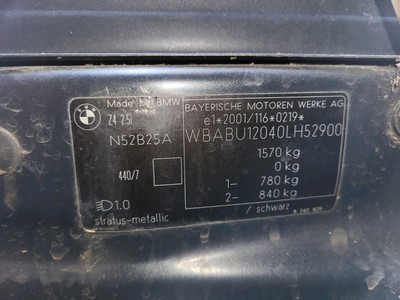 BMW
Made by BMW
Z4 2.5i
N52B25A
440/7
1.0
stratus-metallic
BAYERISCHE MOTOREN WERKE AG
e1*2001/116*0219*
WBABU12040LH52900
1570 kg
0 kg
1- 780 kg
2- 840 kg
/ schwarz